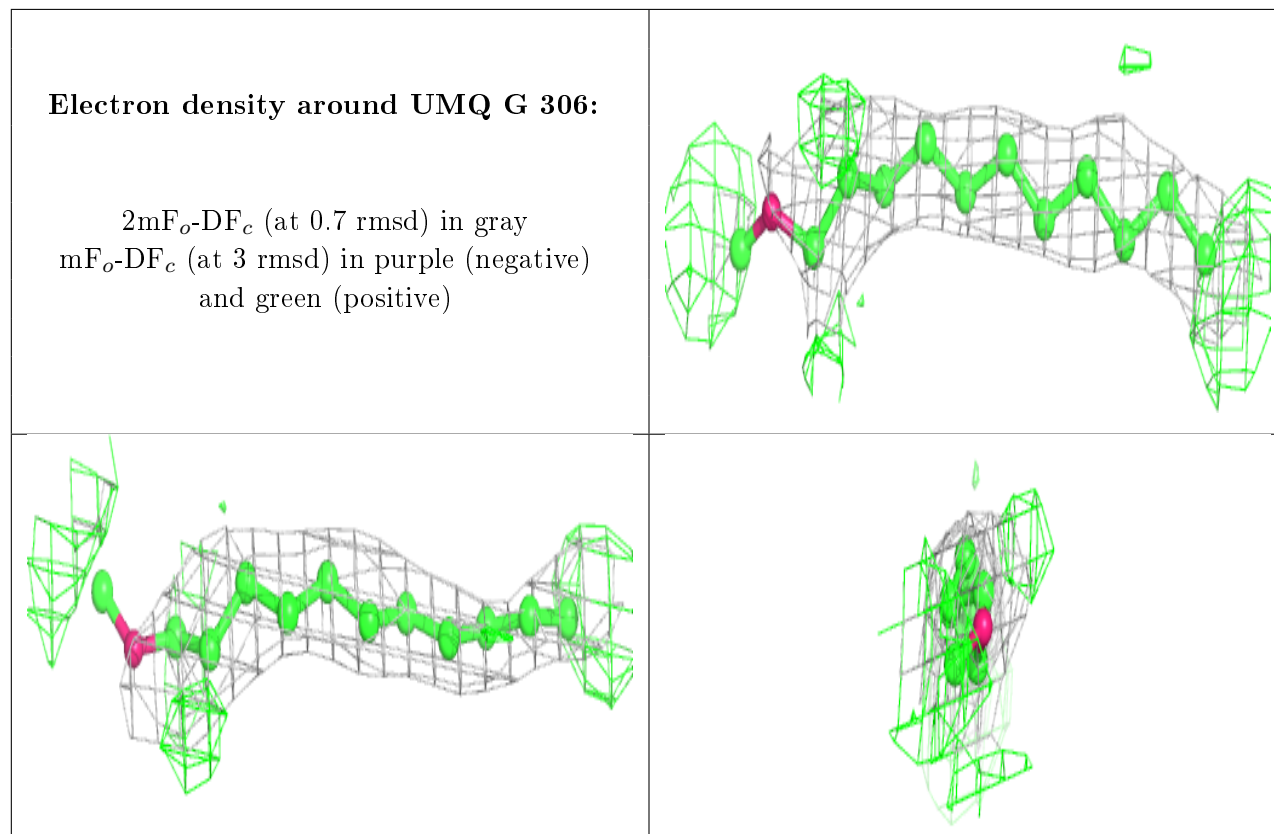 Electron density around UMQ G 306:
2mFₒ-DF𝒸 (at 0.7 rmsd) in gray
mFₒ-DF𝒸 (at 3 rmsd) in purple (negative)
and green (positive)